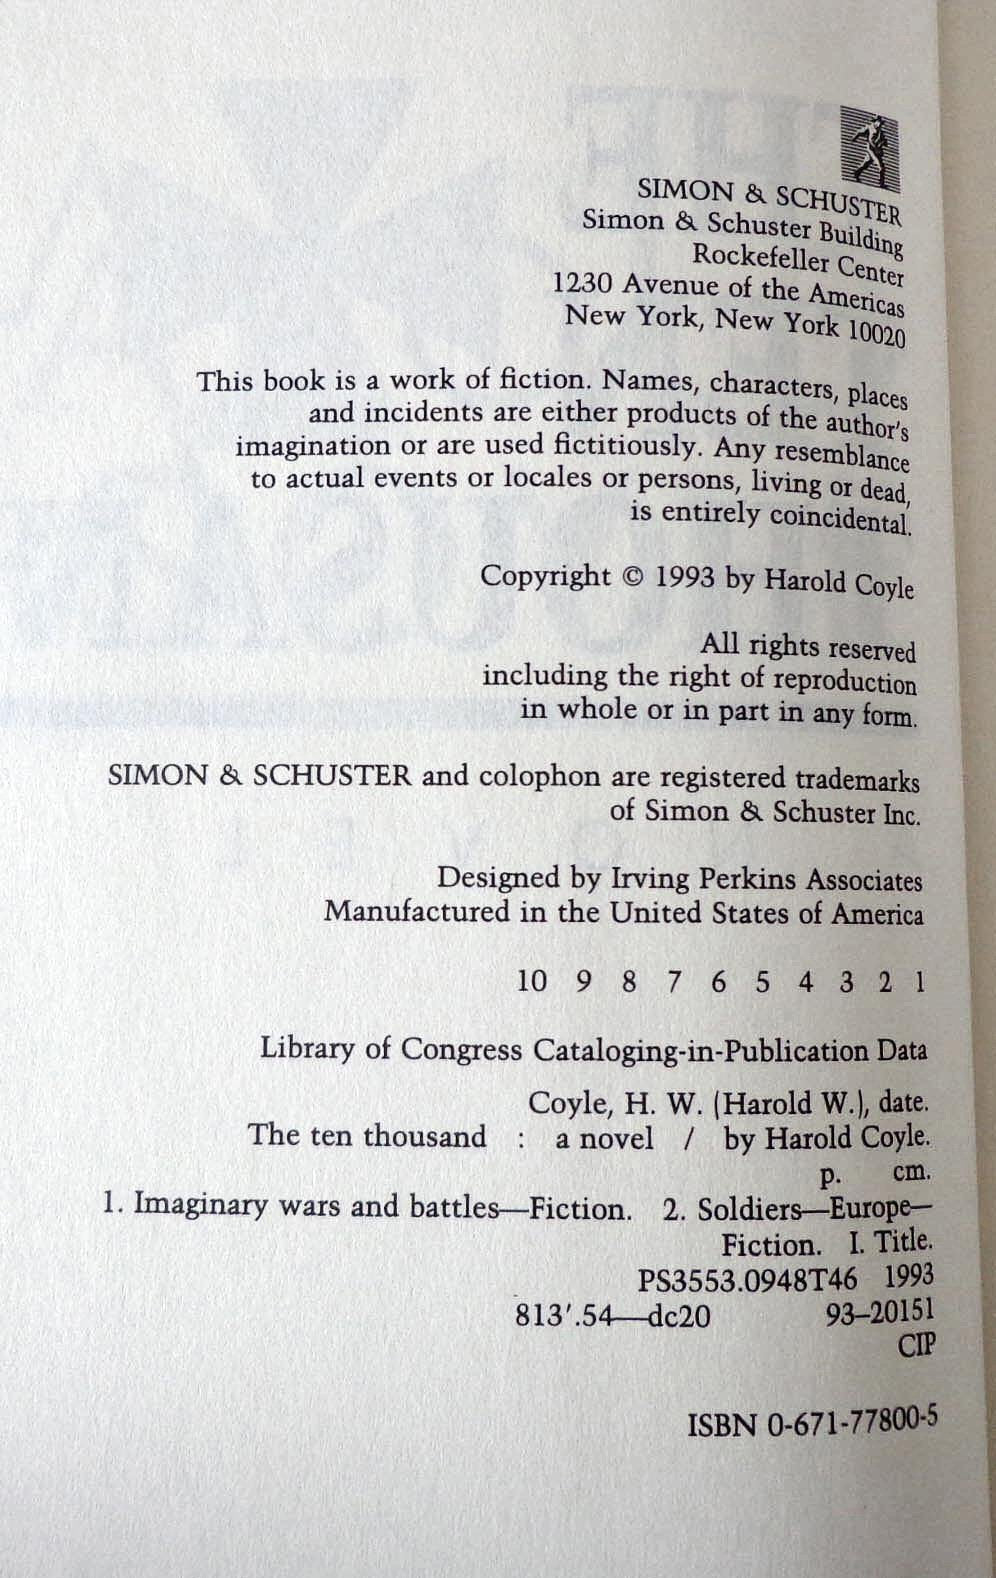 SIMON & SCHUSTER
Simon & Schuster Building
Rockefeller Center
1230 Avenue of the Americas
New York, New York 10020
This book is a work of fiction. Names, characters, places
and incidents are either products of the author's
imagination or are used fictitiously. Any resemblance
to actual events or locales or persons, living or dead,
is entirely coincidental.
Copyright © 1993 by Harold Coyle
All rights reserved
including the right of reproduction
in whole or in part in any form.
SIMON & SCHUSTER and colophon are registered trademarks
of Simon & Schuster Inc.
Designed by Irving Perkins Associates
Manufactured in the United States of America
10 9 8 7 6 5 4 3 2 1
Library of Congress Cataloging-in-Publication Data
Coyle, H. W. (Harold W.), date.
The ten thousand : a novel / by Harold Coyle.
p. cm.
1. Imaginary wars and battles—Fiction. 2. Soldiers—Europe—
Fiction. I. Title.
PS3553.0948T46 1993
813'.54—dc20 93-20151
CIP
ISBN 0-671-77800-5